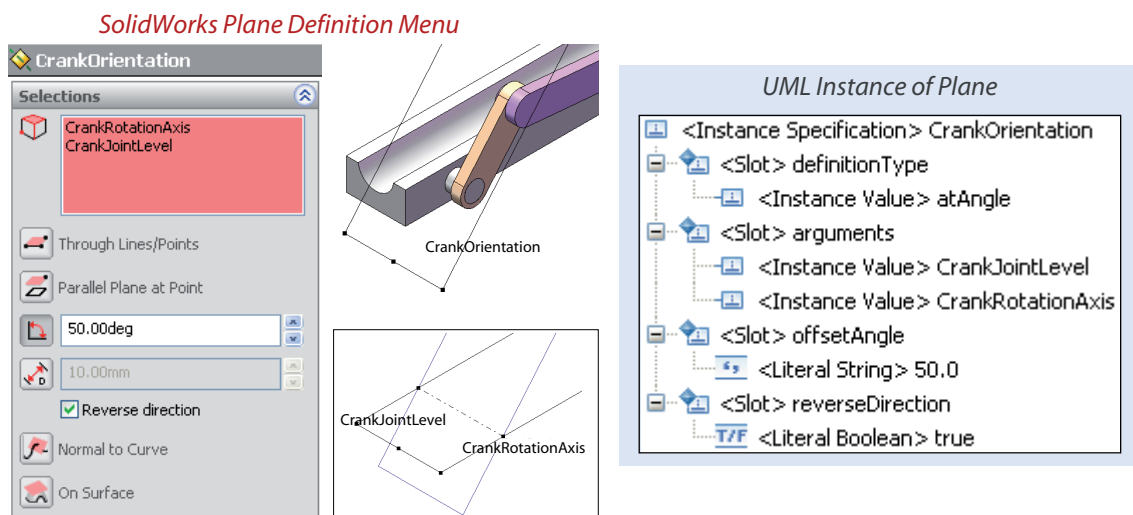 SolidWorks Plane Definition Menu
CrankOrientation
Selections
CrankRotationAxis
CrankJointLevel
Through Lines/Points
Parallel Plane at Point
50.00deg
D
10.00mm
Reverse direction
Normal to Curve
On Surface
CrankOrientation
CrankJointLevel
CrankRotationAxis
UML Instance of Plane
<Instance Specification> CrankOrientation
<Slot> definitionType
<Instance Value> atAngle
<Slot> arguments
<Instance Value> CrankJointLevel
<Instance Value> CrankRotationAxis
<Slot> offsetAngle
<Literal String> 50.0
<Slot> reverseDirection
T/F <Literal Boolean> true